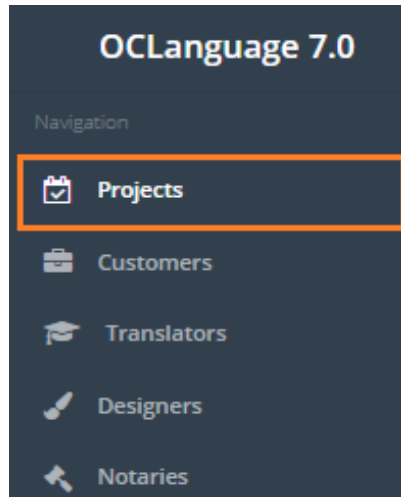 OCLanguage 7.0
Navigation
Projects
Customers
Translators
Designers
Notaries